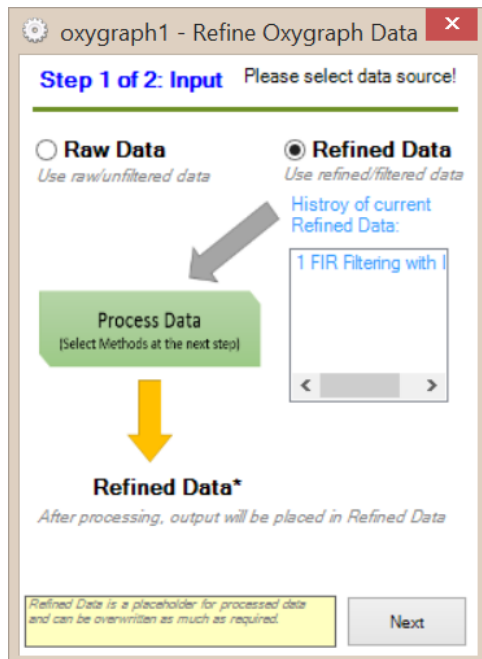 oxygraph1 - Refine Oxygraph Data
Step 1 of 2: Input Please select data source!
Raw Data
Use raw/unfiltered data
Refined Data
Use refined/filtered data
Histroy of current
Refined Data:
1 FIR Filtering with I
Process Data
(Select Methods at the next step)
Refined Data*
After processing, output will be placed in Refined Data
Refined Data is a placeholder for processed data
and can be overwritten as much as required.
Next